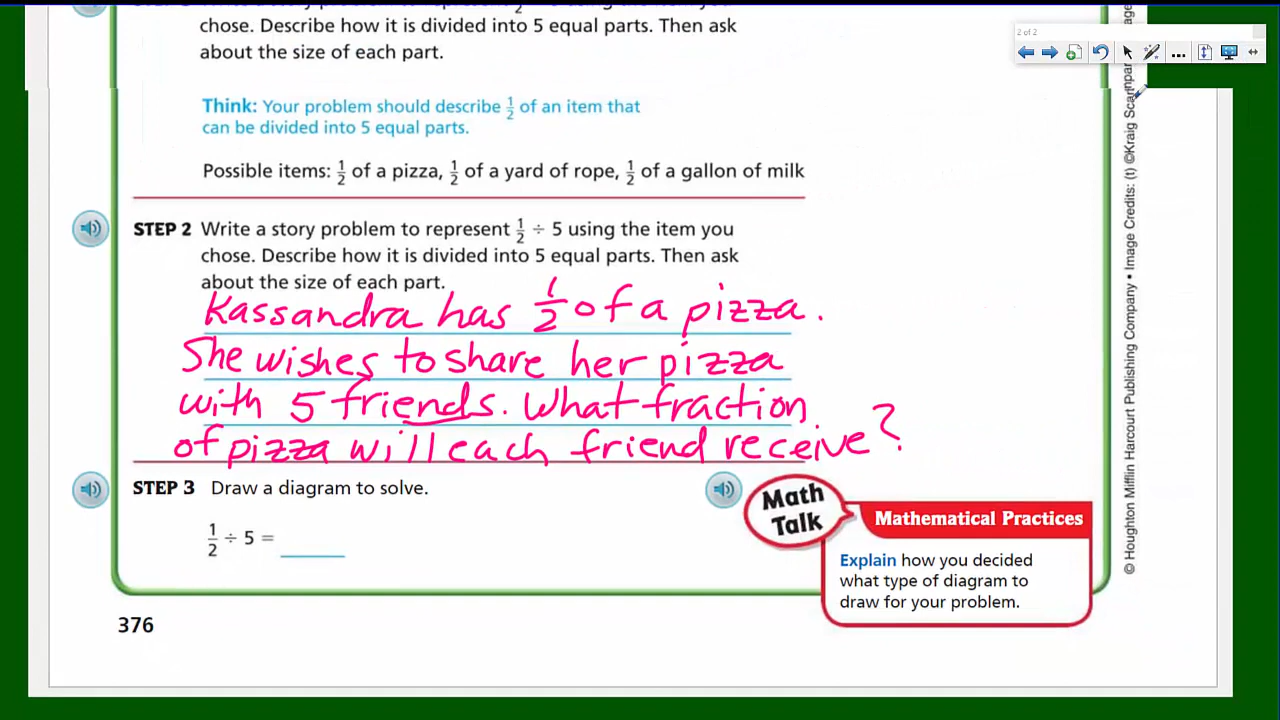 chose. Describe how it is divided into 5 equal parts. Then ask
about the size of each part.
2 of 2
Think: Your problem should describe 1/2 of an item that
can be divided into 5 equal parts.
Possible items: 1/2 of a pizza, 1/2 of a yard of rope, 1/2 of a gallon of milk
STEP 2 Write a story problem to represent 1/2 ÷ 5 using the item you
chose. Describe how it is divided into 5 equal parts. Then ask
about the size of each part.
Kassandra has 1/2 of a pizza.
She wishes to share her pizza
with 5 friends. What fraction
of pizza will each friend receive?
STEP 3 Draw a diagram to solve.
1/2 ÷ 5 =
Math
Talk
Mathematical Practices
Explain how you decided
what type of diagram to
draw for your problem.
376
© Houghton Mifflin Harcourt Publishing Company • Image Credits: (t) ©Kraig